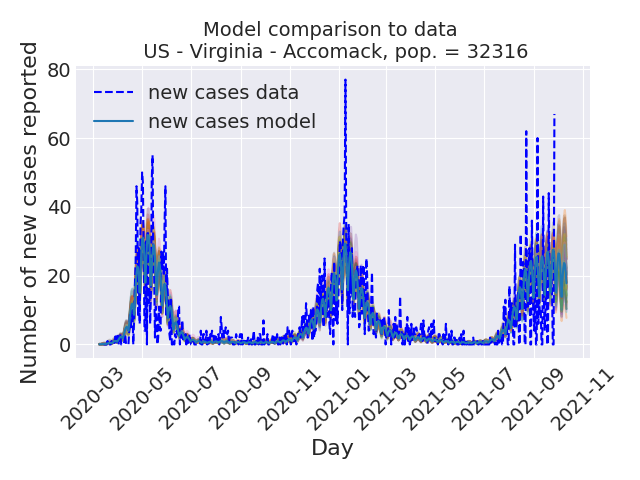 Model comparison to data
US - Virginia - Accomack, pop. = 32316
Number of new cases reported
80
60
40
20
0
new cases data
new cases model
2020-03
2020-05
2020-07
2020-09
2020-11
2021-01
2021-03
2021-05
2021-07
2021-09
2021-11
Day